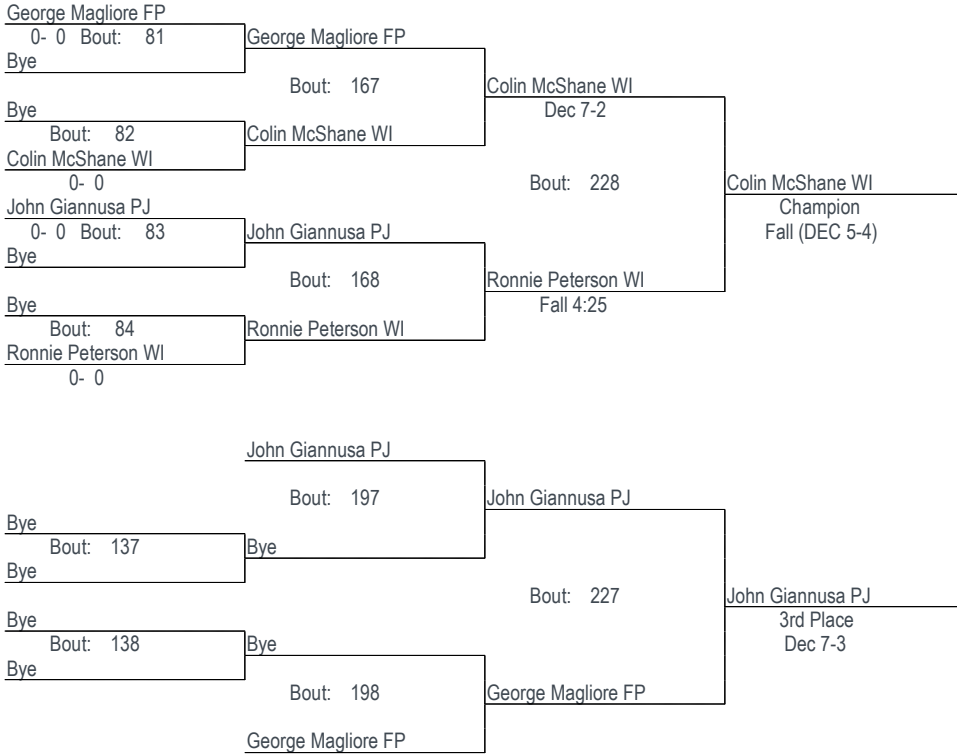 George Magliore FP
0- 0 Bout: 81
George Magliore FP
Bye
Bout: 167
Colin McShane WI
Bye
Dec 7-2
Bout: 82
Colin McShane WI
Colin McShane WI
0- 0
Bout: 228
Colin McShane WI
John Giannusa PJ
Champion
0- 0 Bout: 83
John Giannusa PJ
Fall (DEC 5-4)
Bye
Bout: 168
Ronnie Peterson WI
Bye
Fall 4:25
Bout: 84
Ronnie Peterson WI
Ronnie Peterson WI
0- 0
John Giannusa PJ
Bout: 197
John Giannusa PJ
Bye
Bout: 137
Bye
Bye
Bout: 227
John Giannusa PJ
Bye
3rd Place
Bout: 138
Bye
Dec 7-3
Bye
Bout: 198
George Magliore FP
George Magliore FP